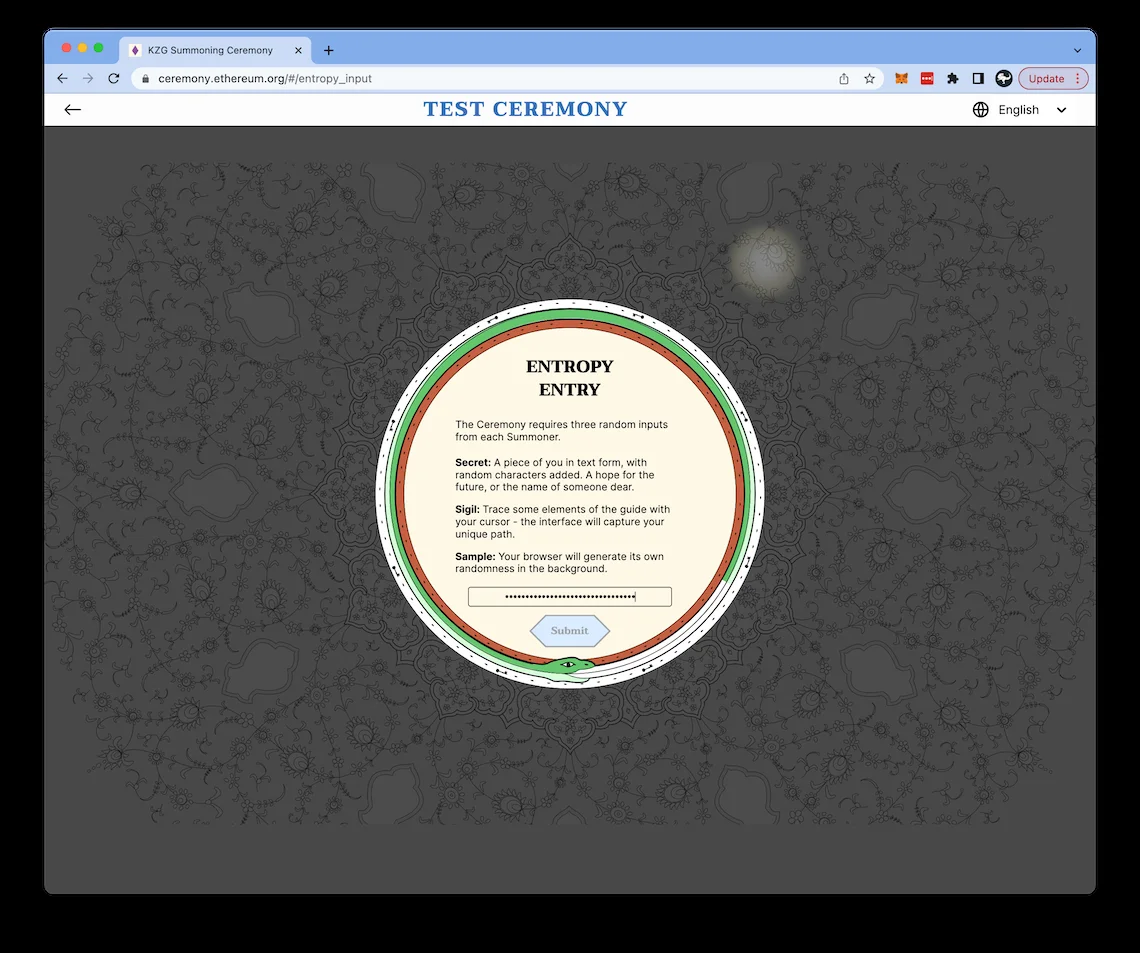 KZG Summoning Ceremony
ceremony.ethereum.org/#/entropy_input
Update
TEST CEREMONY
English
ENTROPY
ENTRY
The Ceremony requires three random inputs
from each Summoner.
Secret: A piece of you in text form, with
random characters added. A hope for the
future, or the name of someone dear.
Sigil: Trace some elements of the guide with
your cursor - the interface will capture your
unique path.
Sample: Your browser will generate its own
randomness in the background.
Submit